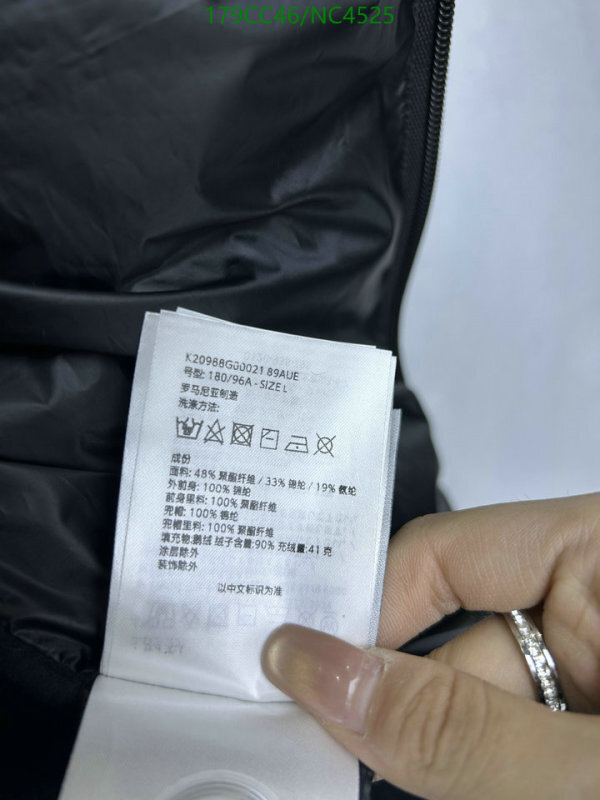 179CC46/NC4525
K20988G0002189AUE
号型: 180/96A - SIZE L
罗马尼亚制造
洗涤方法:
成份
面料: 48% 聚酯纤维 / 33% 锦纶 / 19% 氨纶
外前身: 100% 锦纶
前身里料: 100% 聚酯纤维
兜帽: 100% 锦纶
兜帽里料: 100% 聚酯纤维
填充物: 鹅绒 绒子含量: 90% 充绒量: 41 克
涂层除外
装饰除外
以中文标识为准